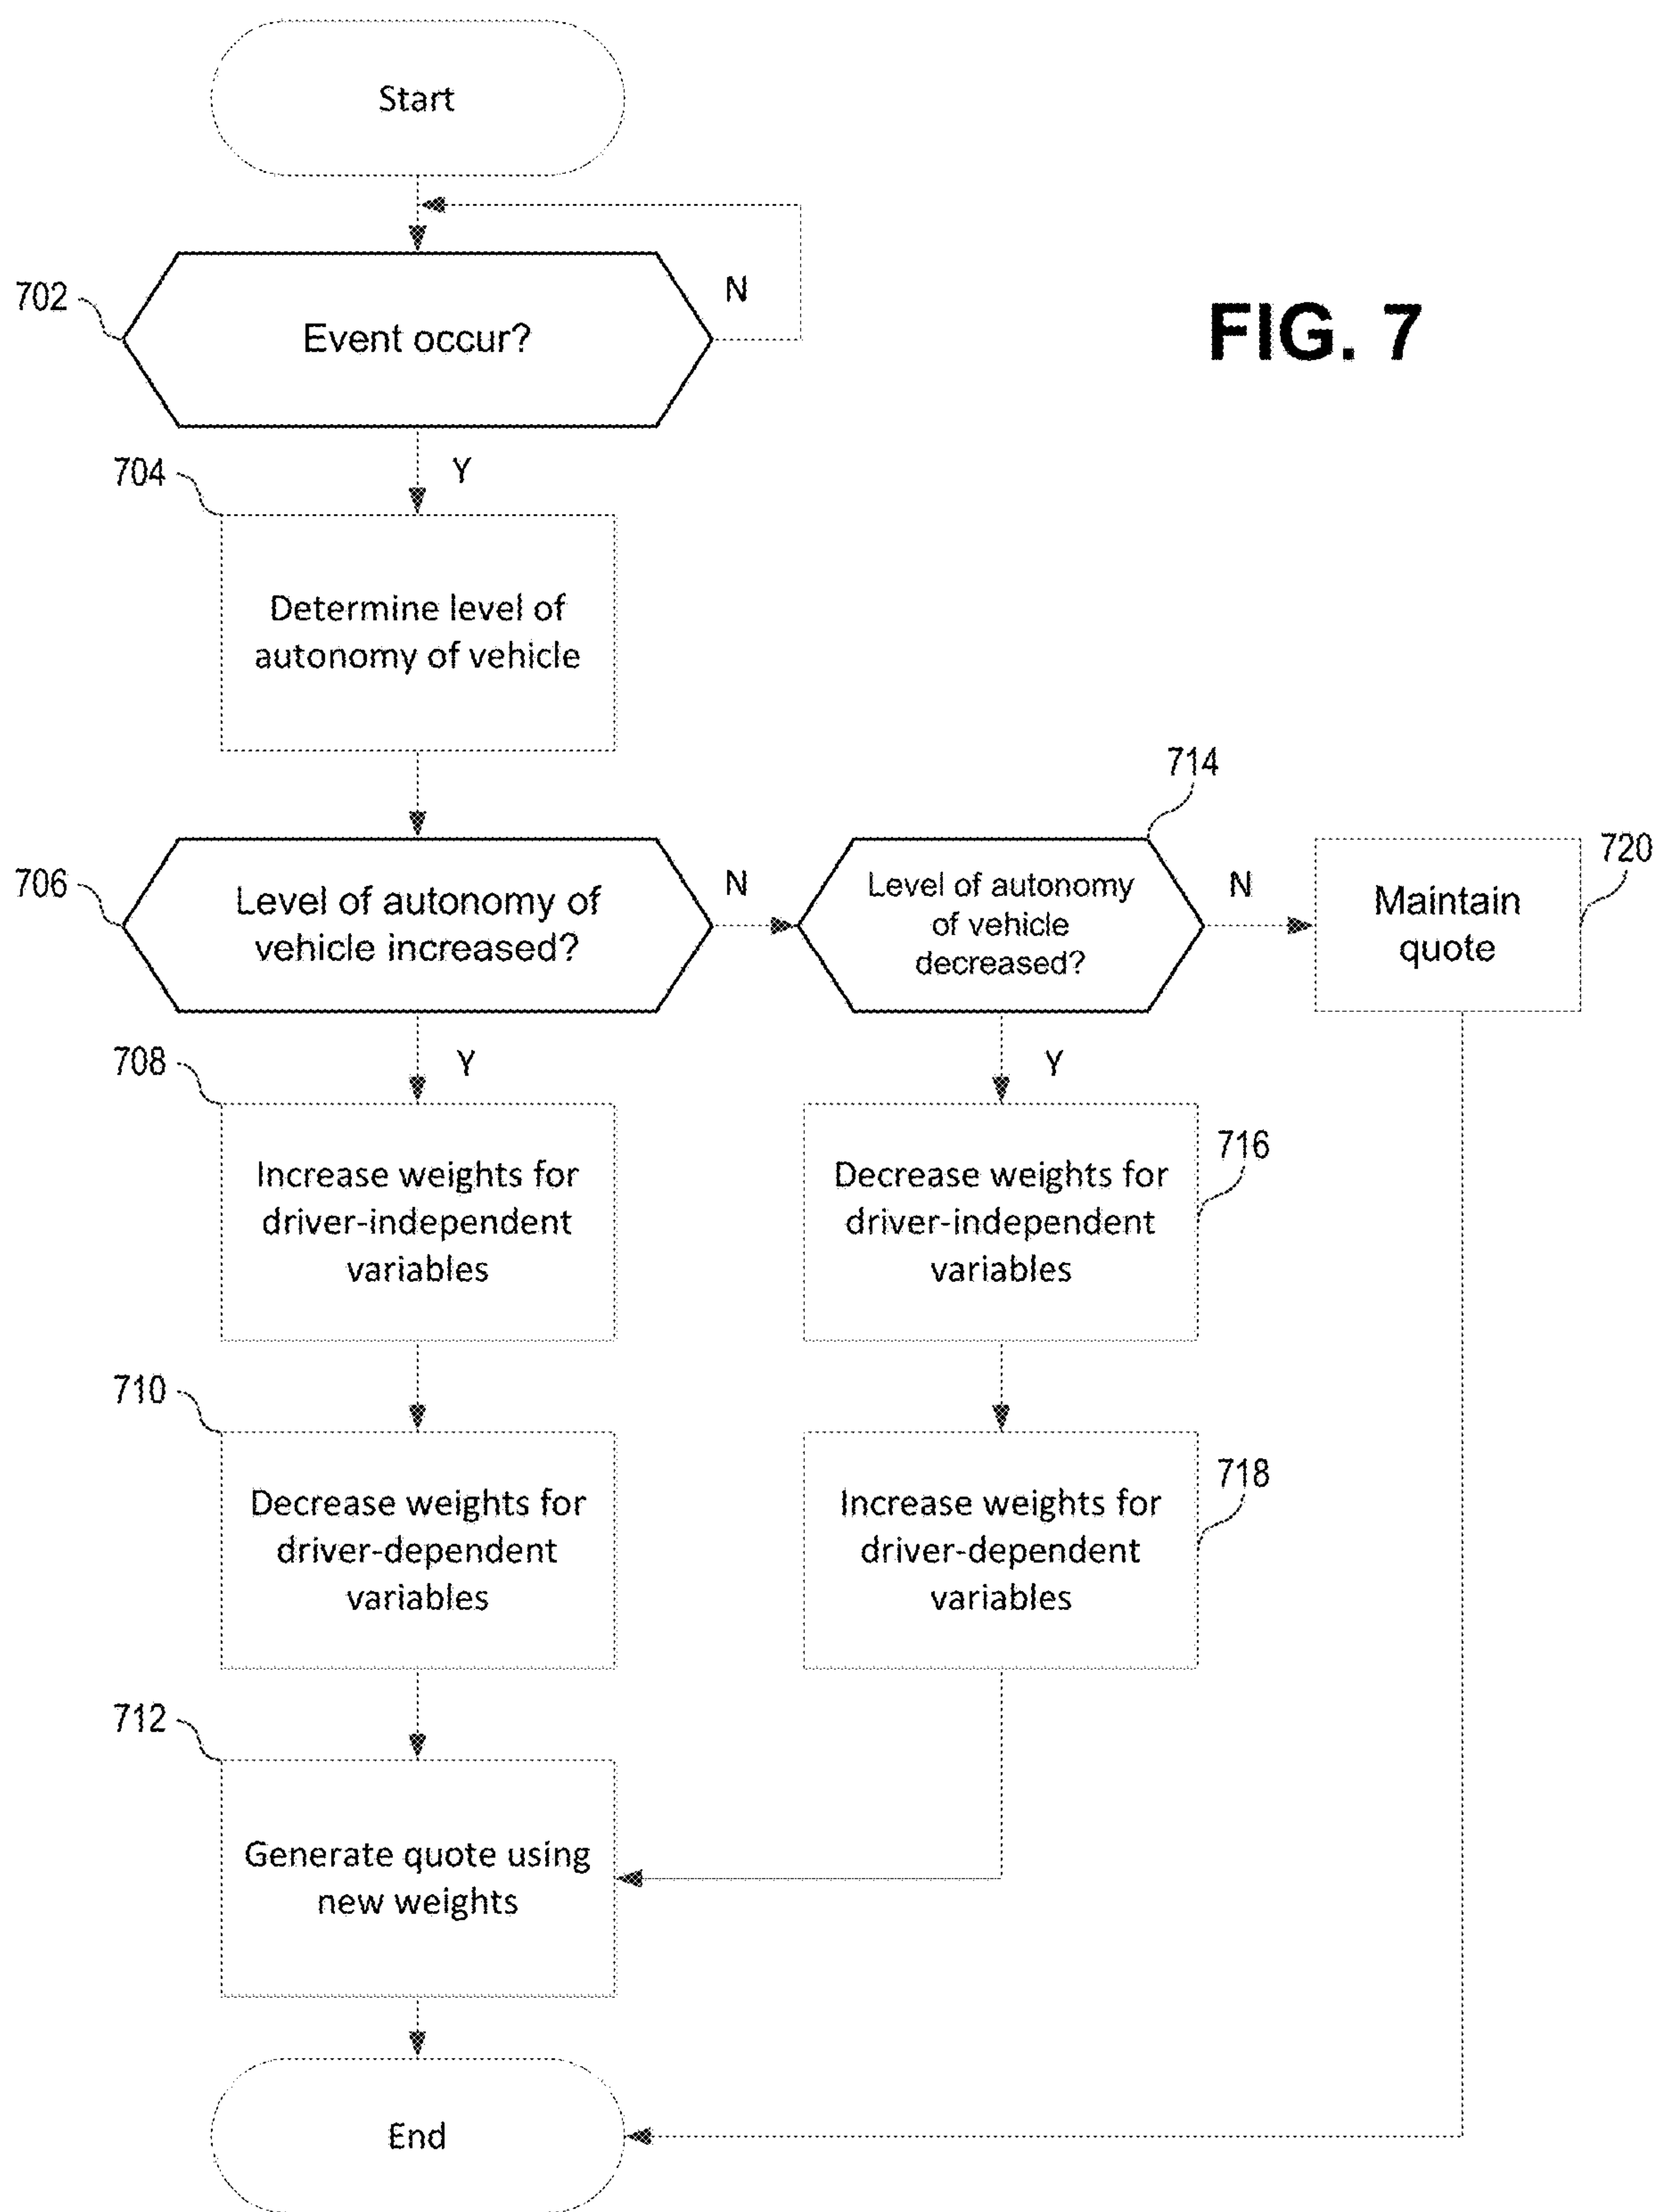 Start
702
Event occur?
N
FIG. 7
704
Y
Determine level of
autonomy of vehicle
706
Level of autonomy of
vehicle increased?
N
714
Level of autonomy
of vehicle
decreased?
N
720
Maintain
quote
708
Y
Increase weights for
driver-independent
variables
Y
716
Decrease weights for
driver-independent
variables
710
Decrease weights for
driver-dependent
variables
718
Increase weights for
driver-dependent
variables
712
Generate quote using
new weights
End